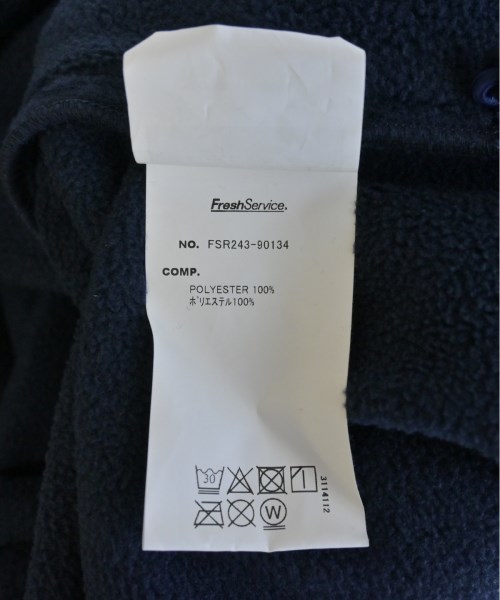 FreshService.
NO. FSR243-90134
COMP.
POLYESTER 100%
ポリエステル100%
30
W
3114112